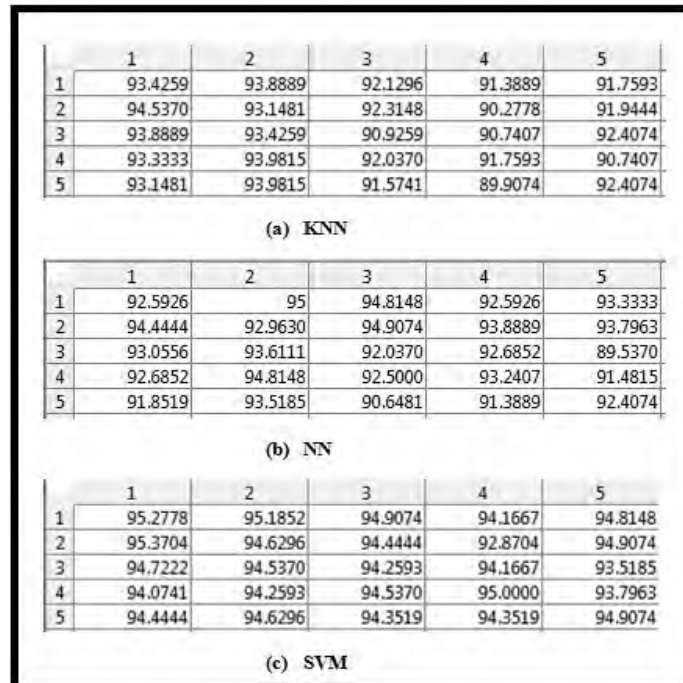 1 2 3 4 5
1 93.4259 93.8889 92.1296 91.3889 91.7593
2 94.5370 93.1481 92.3148 90.2778 91.9444
3 93.8889 93.4259 90.9259 90.7407 92.4074
4 93.3333 93.9815 92.0370 91.7593 90.7407
5 93.1481 93.9815 91.5741 89.9074 92.4074
(a) KNN
1 2 3 4 5
1 92.5926 95 94.8148 92.5926 93.3333
2 94.4444 92.9630 94.9074 93.8889 93.7963
3 93.0556 93.6111 92.0370 92.6852 89.5370
4 92.6852 94.8148 92.5000 93.2407 91.4815
5 91.8519 93.5185 90.6481 91.3889 92.4074
(b) NN
1 2 3 4 5
1 95.2778 95.1852 94.9074 94.1667 94.8148
2 95.3704 94.6296 94.4444 92.8704 94.9074
3 94.7222 94.5370 94.2593 94.1667 93.5185
4 94.0741 94.2593 94.5370 95.0000 93.7963
5 94.4444 94.6296 94.3519 94.3519 94.9074
(c) SVM